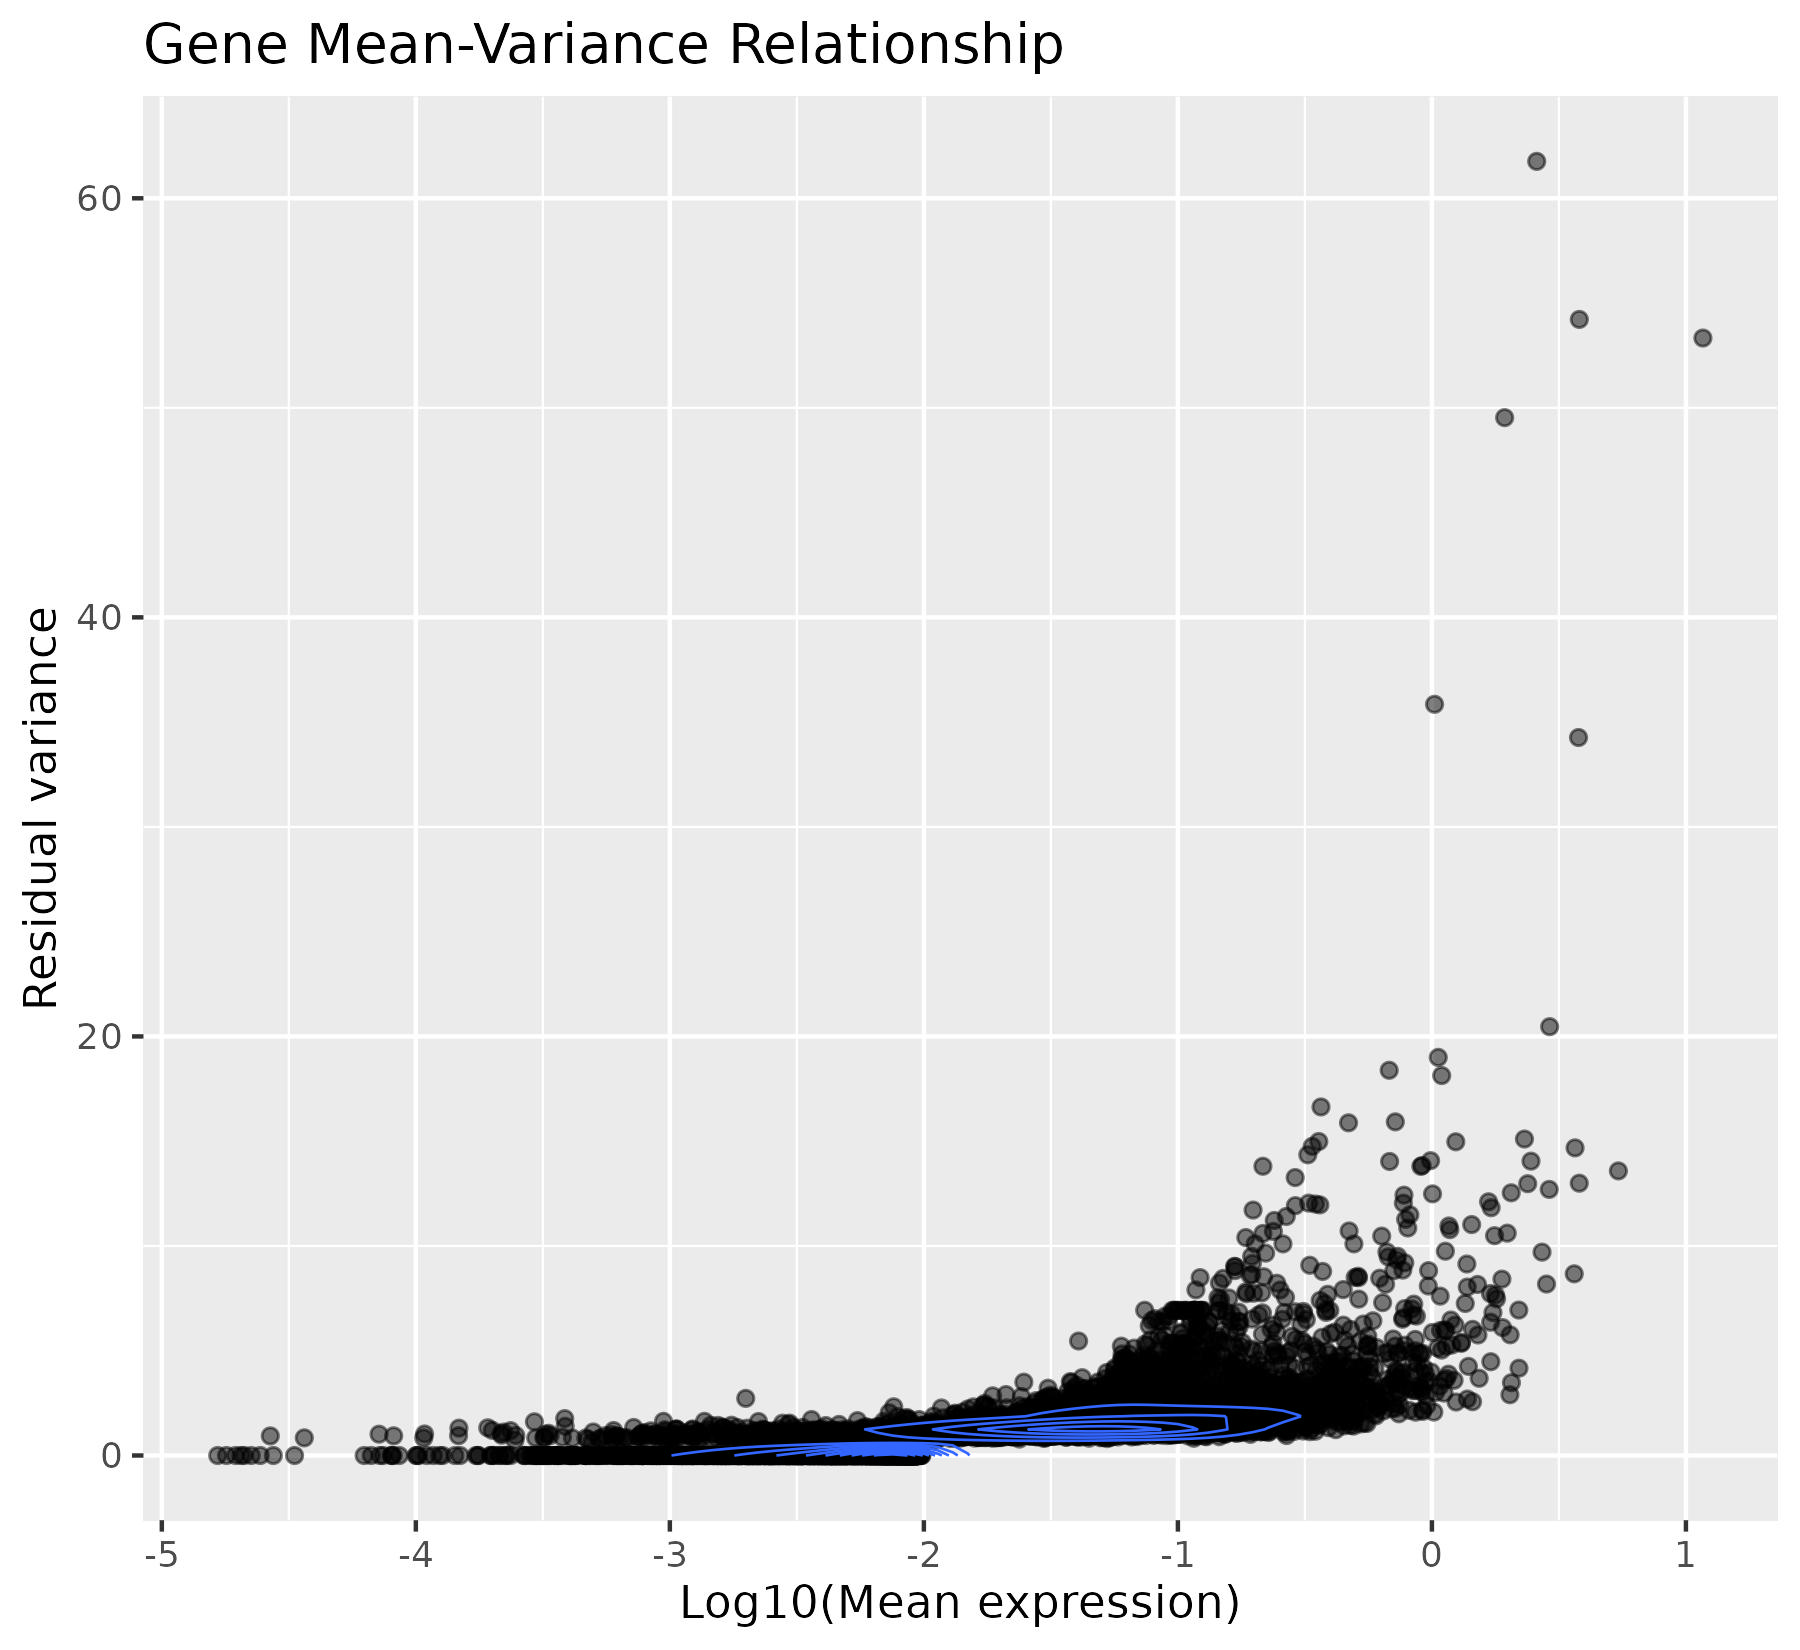 Gene Mean-Variance Relationship
60
40
20
0
Residual variance
-5 -4 -3 -2 -1 0 1
Log10(Mean expression)